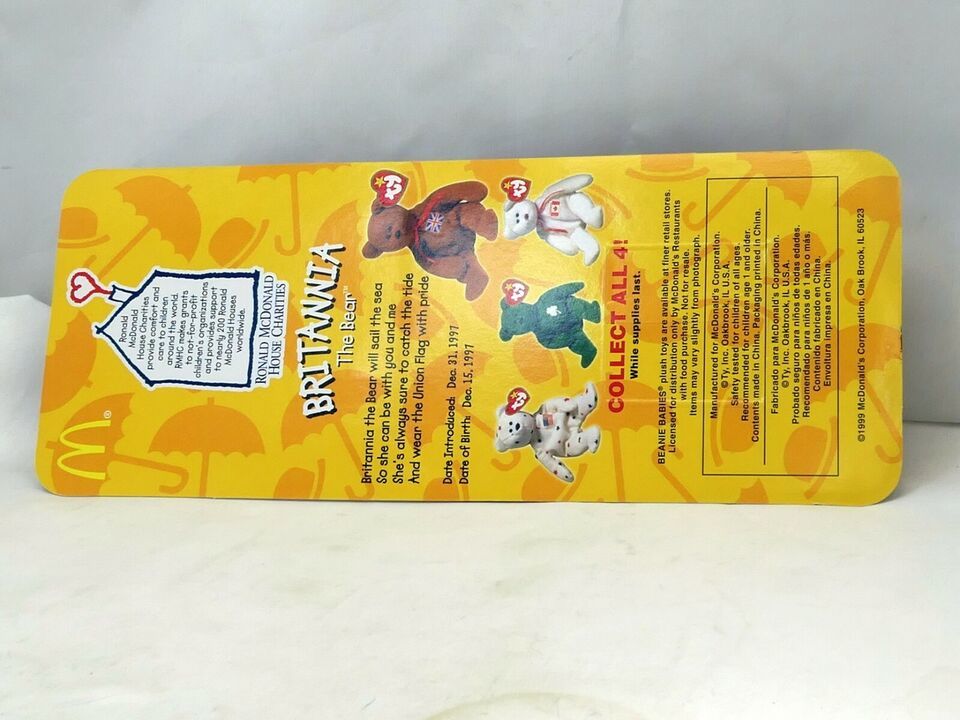 ®
Ronald
McDonald
House Charities
provide comfort and
care to children
around the world.
RMHC makes grants
to not-for-profit
children's organizations
and provides support
to nearly 200 Ronald
McDonald Houses
worldwide.
RONALD MCDONALD
HOUSE CHARITIES
BRITANNIA
The Bear™
Britannia the Bear will sail the sea
So she can be with you and me
She's always sure to catch the tide
And wear the Union Flag with pride
Date Introduced: Dec. 31, 1997
Date of Birth: Dec. 15, 1997
ty
ty
ty
ty
COLLECT ALL 4!
While supplies last.
BEANIE BABIES® plush toys are available at finer retail stores.
Licensed for distribution only by McDonald's Restaurants
with food purchase. Not for resale.
Items may vary slightly from photograph.
Manufactured for McDonald's Corporation.
©Ty, Inc. Oakbrook, IL U.S.A.
Safety tested for children of all ages.
Recommended for children age 1 and older.
Contents made in China. Packaging printed in China.
Fabricado para McDonald's Corporation.
©Ty, Inc. Oakbrook, IL U.S.A.
Probado seguro para niños de todas edades.
Recomendado para niños de 1 año o más.
Contenido fabricado en China.
Envoltura impresa en China.
©1999 McDonald's Corporation, Oak Brook, IL 60523